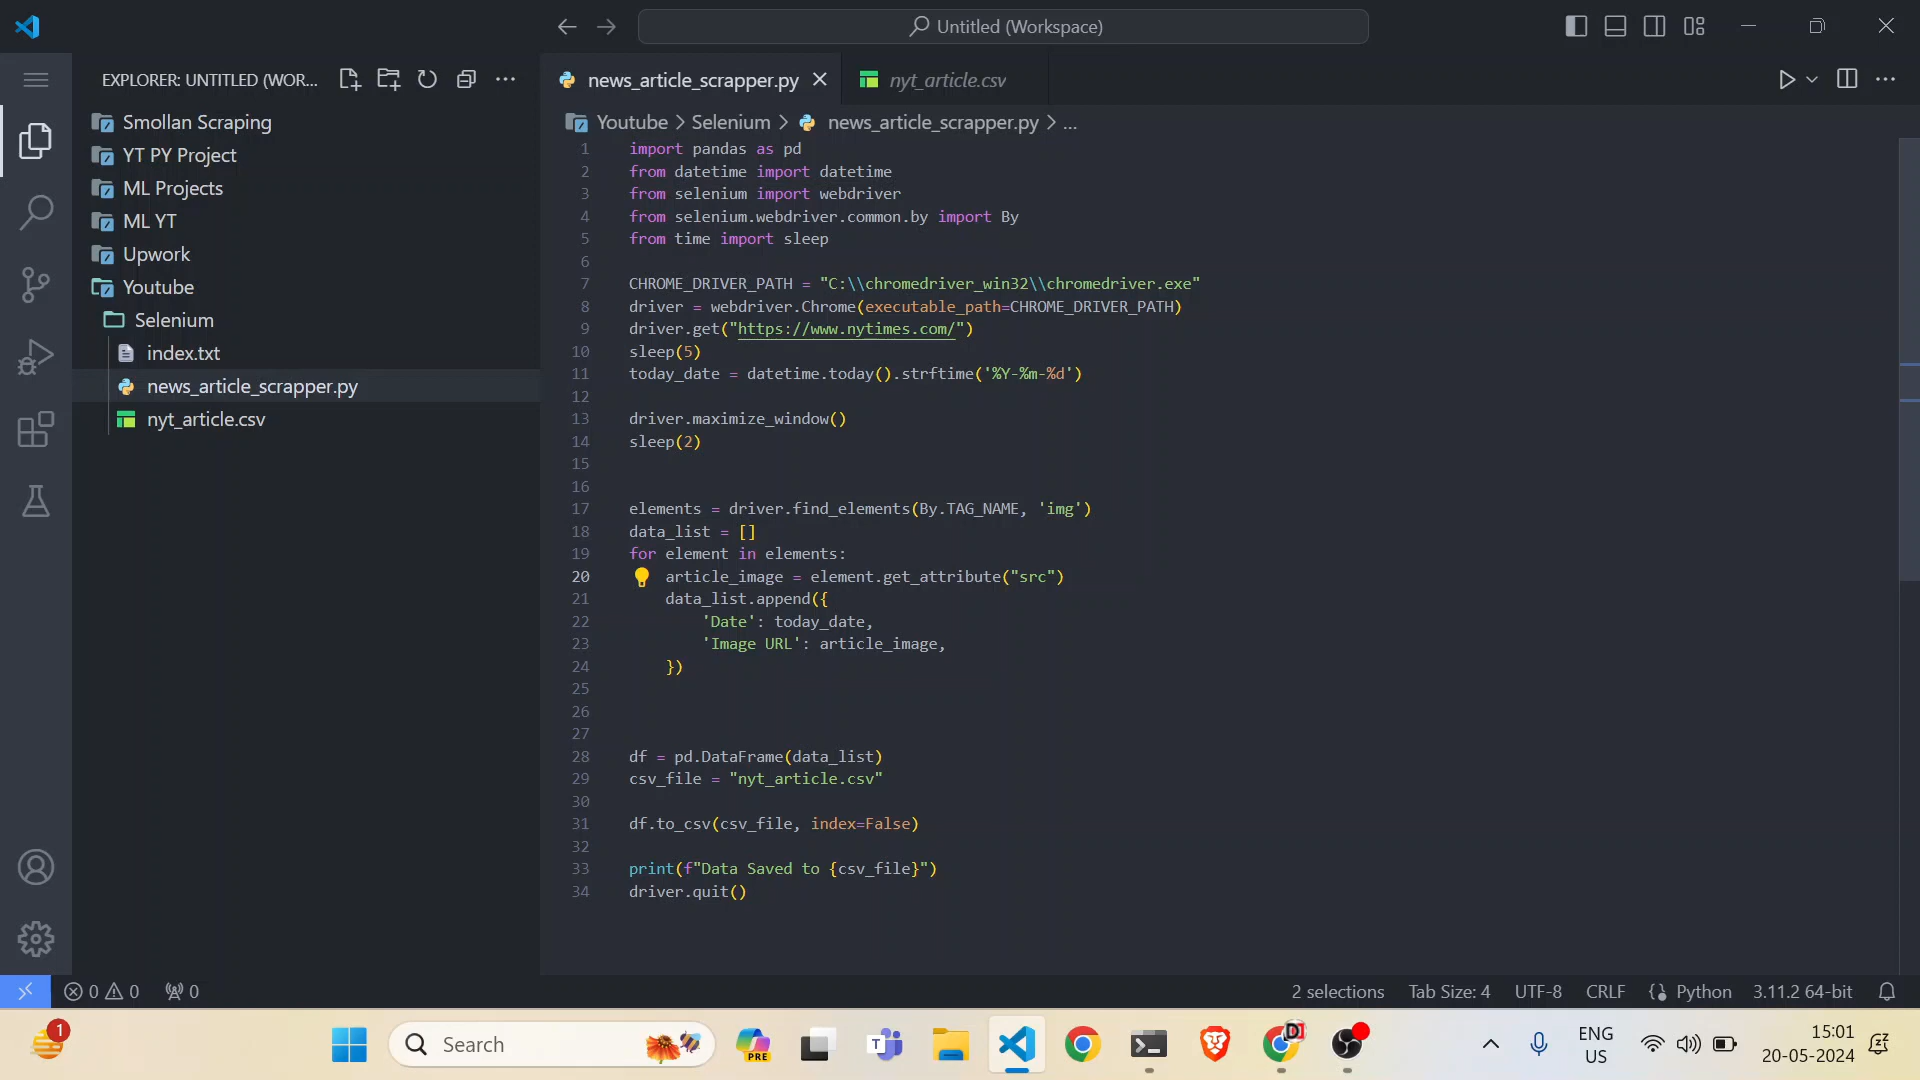 Untitled (Workspace)
EXPLORER: UNTITLED (WOR...
Smollan Scraping
YT PY Project
ML Projects
ML YT
Upwork
Youtube
Selenium
index.txt
news_article_scrapper.py
nyt_article.csv
news_article_scrapper.py
nyt_article.csv
Youtube > Selenium > news_article_scrapper.py > ...
1 import pandas as pd
2 from datetime import datetime
3 from selenium import webdriver
4 from selenium.webdriver.common.by import By
5 from time import sleep
6
7 CHROME_DRIVER_PATH = "C:\\chromedriver_win32\\chromedriver.exe"
8 driver = webdriver.Chrome(executable_path=CHROME_DRIVER_PATH)
9 driver.get("https://www.nytimes.com/")
10 sleep(5)
11 today_date = datetime.today().strftime('%Y-%m-%d')
12
13 driver.maximize_window()
14 sleep(2)
15
16
17 elements = driver.find_elements(By.TAG_NAME, 'img')
18 data_list = []
19 for element in elements:
20 article_image = element.get_attribute("src")
21 data_list.append({
22 'Date': today_date,
23 'Image URL': article_image,
24 })
25
26
27
28 df = pd.DataFrame(data_list)
29 csv_file = "nyt_article.csv"
30
31 df.to_csv(csv_file, index=False)
32
33 print(f"Data Saved to {csv_file}")
34 driver.quit()
0 0 0
2 selections Tab Size: 4 UTF-8 CRLF Python 3.11.2 64-bit
1
Search
PRE
T
DI
ENG
US
15:01
20-05-2024